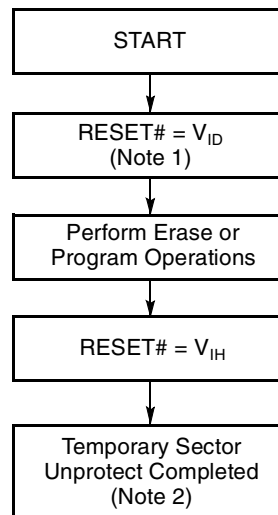 START
RESET# = V_ID
(Note 1)
Perform Erase or
Program Operations
RESET# = V_IH
Temporary Sector
Unprotect Completed
(Note 2)